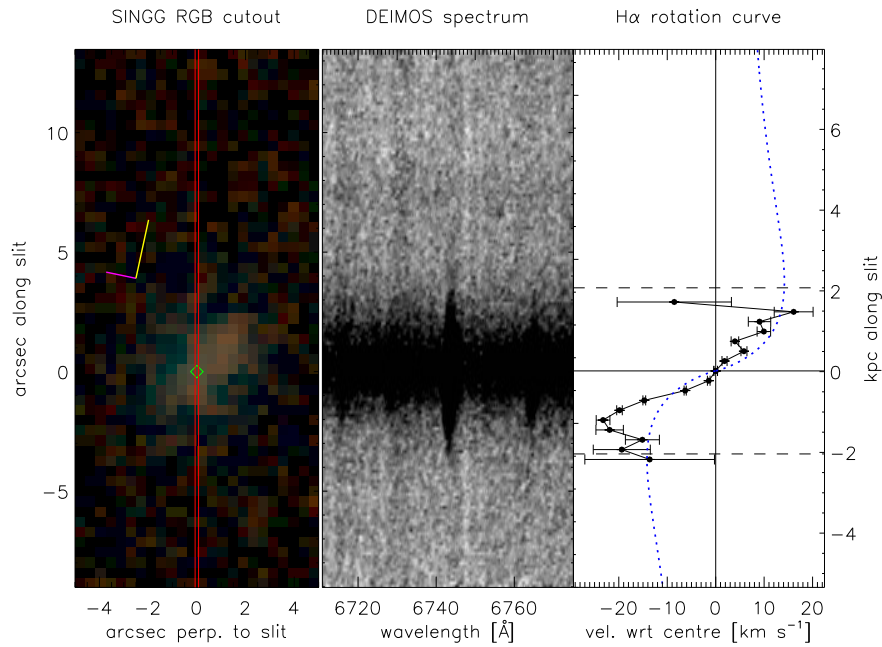 SINGG RGB cutout
DEIMOS spectrum
Hα rotation curve
arcsec along slit
10
5
0
−5
−4 −2 0 2 4
arcsec perp. to slit
6720 6740 6760
wavelength [Å]
6
4
2
0
−2
−4
kpc along slit
−20 −10 0 10 20
vel. wrt centre [km s⁻¹]